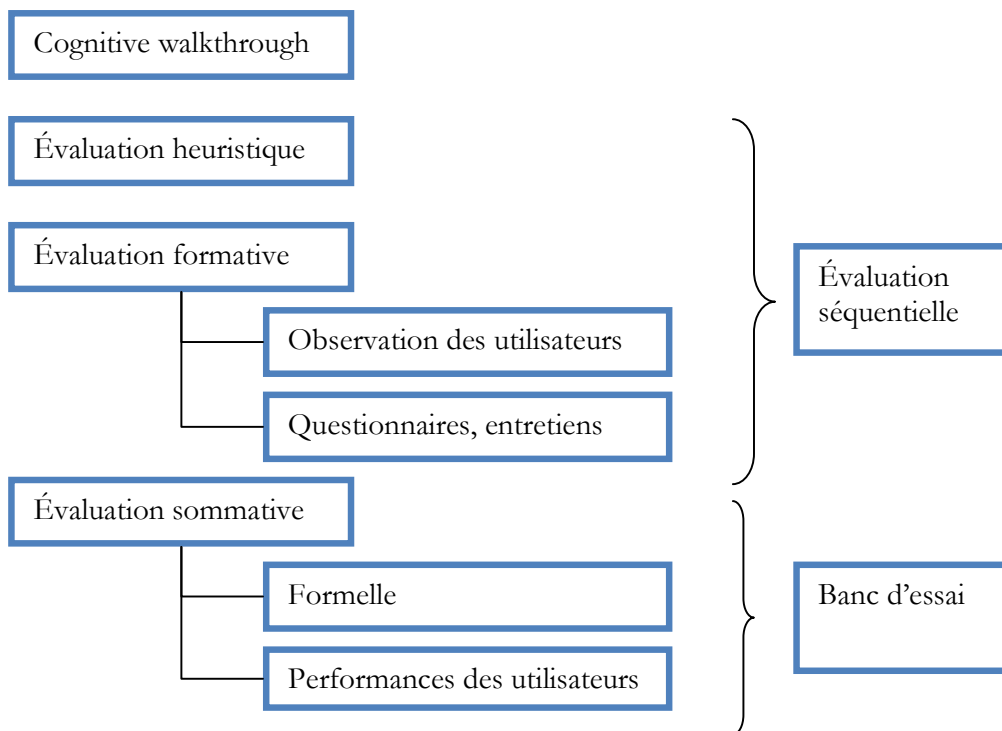 Cognitive walkthrough
Évaluation heuristique
Évaluation formative
Observation des utilisateurs
Questionnaires, entretiens
Évaluation
séquentielle
Évaluation sommative
Formelle
Performances des utilisateurs
Banc d'essai